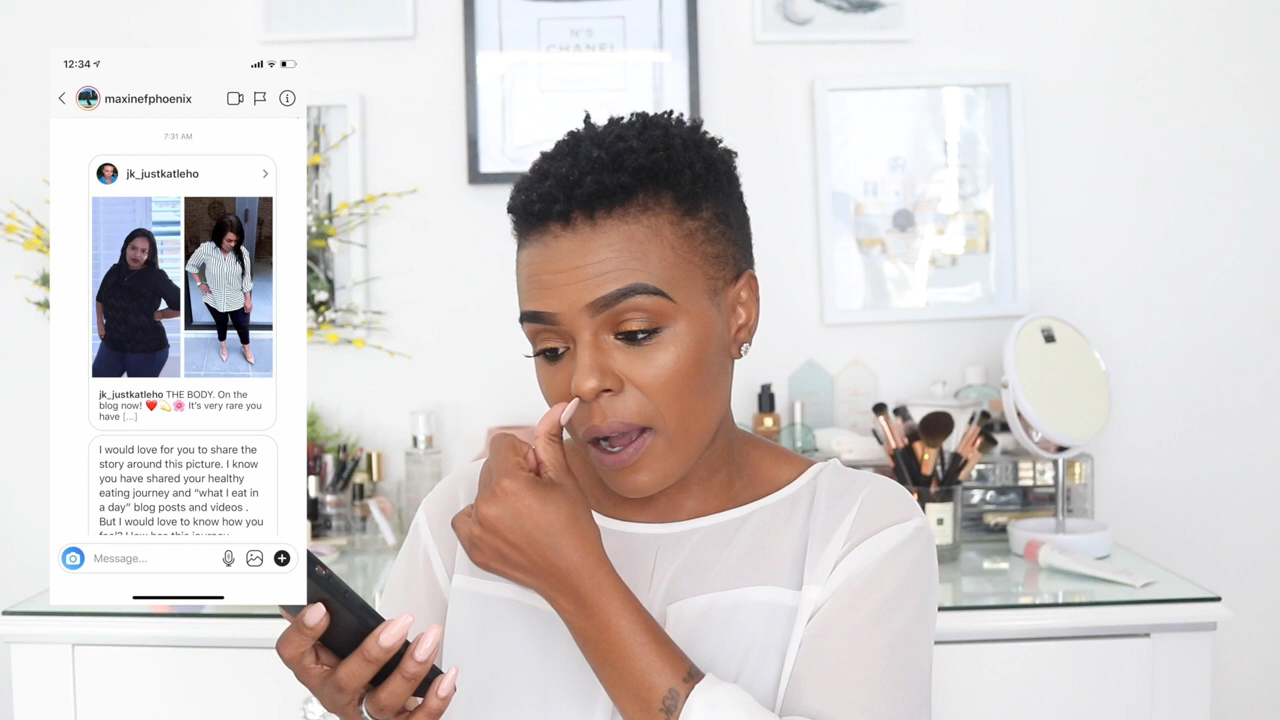 12:34
maxinefphoenix
7:31 AM
jk_justkatleho
jk_justkatleho THE BODY. On the
blog now! ❤️💫🌸 It's very rare you
have [...]
I would love for you to share the
story around this picture. I know
you have shared your healthy
eating journey and "what I eat in
a day" blog posts and videos .
But I would love to know how you
Message...
N°5
CHANEL